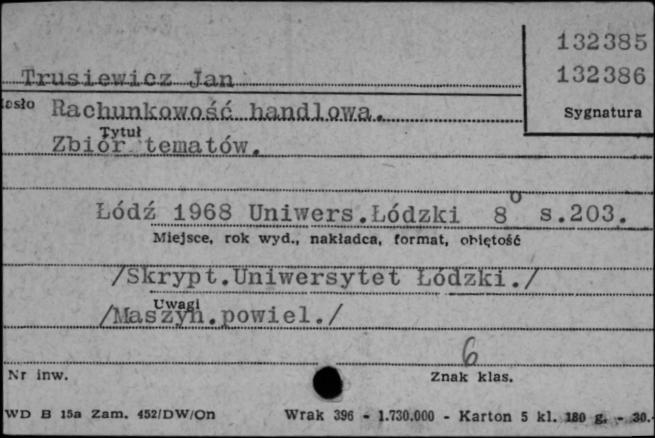 132385
Trusiewicz Jan
132386
Hasło Rachunkowość handlowa.
Sygnatura
Tytuł
Zbiór tematów.
Łódź 1968 Uniwers.Łódzki 8° s.203.
Miejsce, rok wyd., nakładca, format, objętość
/Skrypt.Uniwersytet Łódzki./
Uwagi
/Maszyn.powiel./
6
Nr inw.
Znak klas.
WD B 15a Zam. 452/DW/On Wrak 396 - 1.730.000 - Karton 5 kl. 180 g. - 30.-